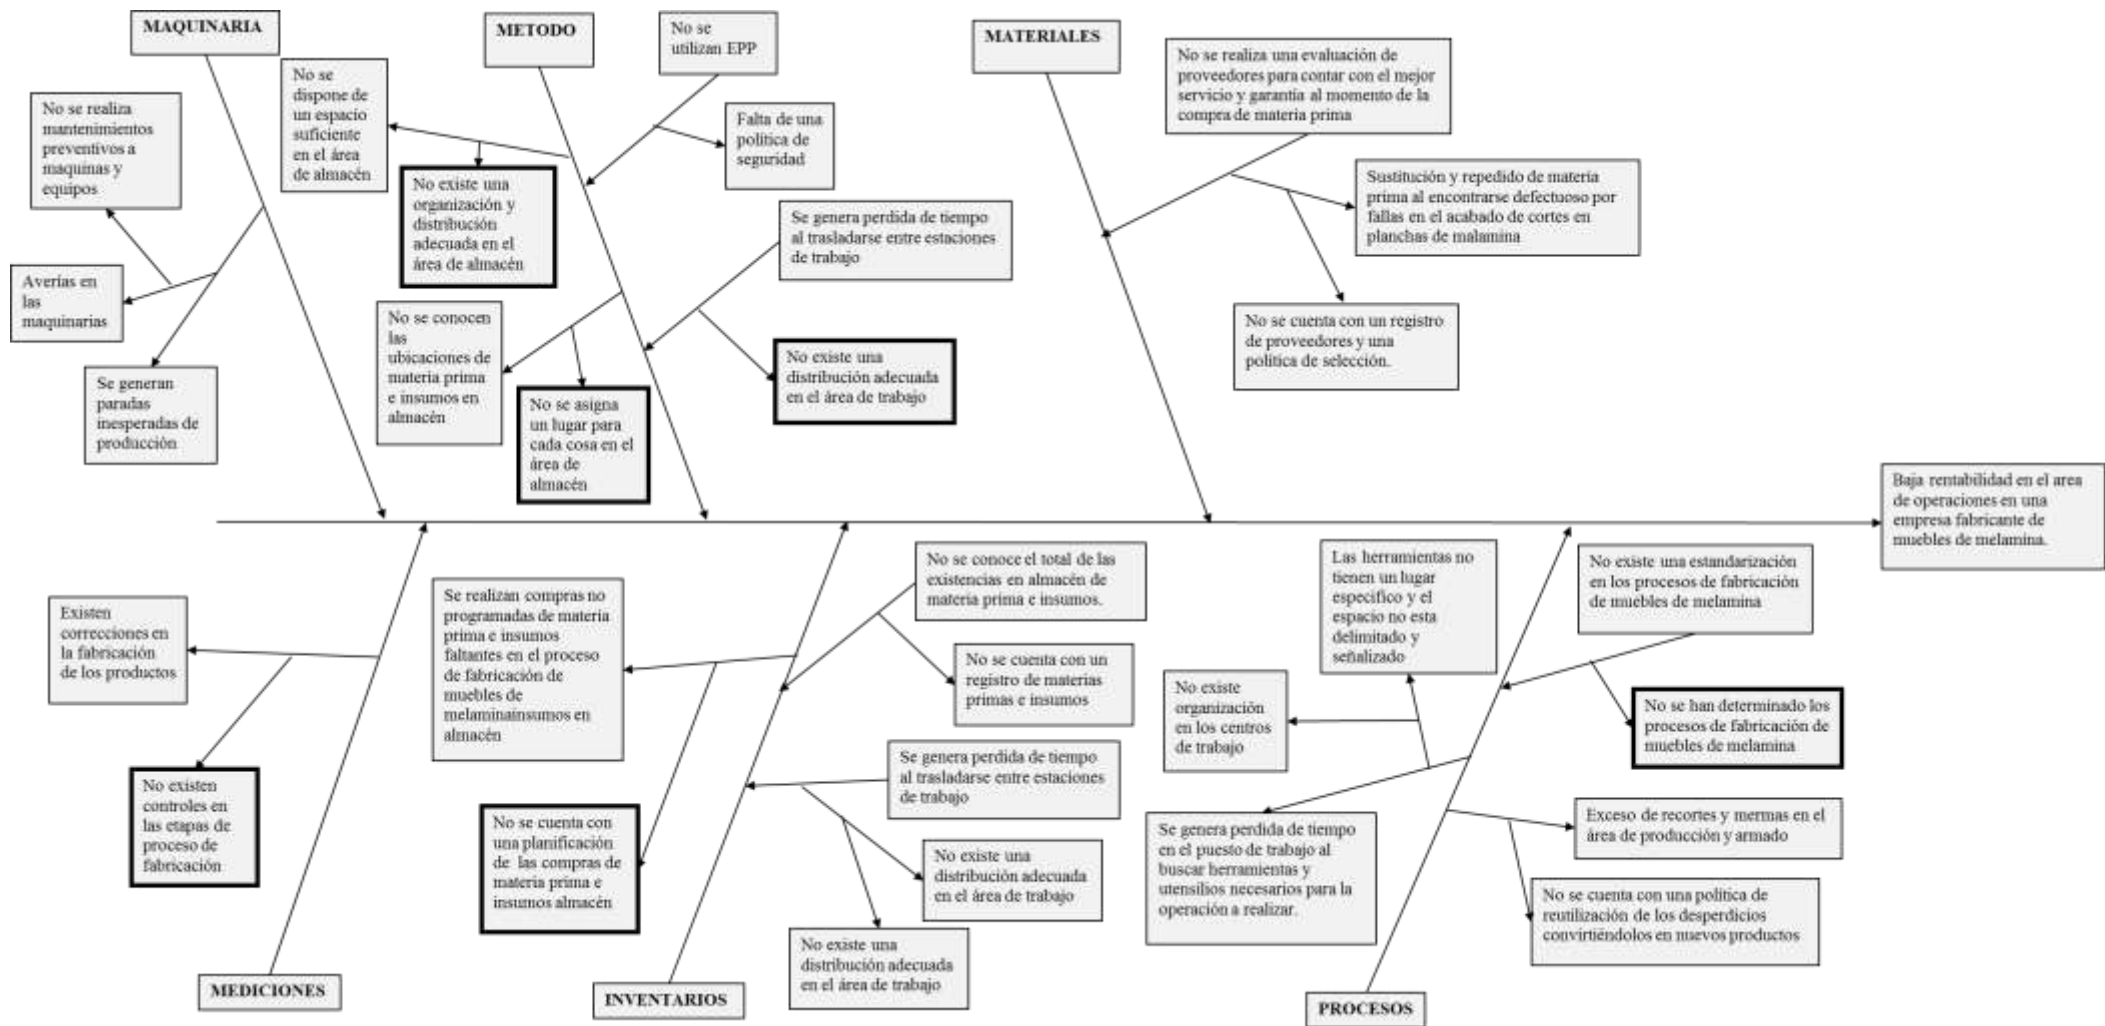 MAQUINARIA
No se realiza
mantenimientos
preventivos a
maquinas y
equipos
Averías en
las
maquinarias
Se generan
paradas
inesperadas de
producción
METODO
No se
dispone de
un espacio
suficiente
en el área
de almacén
No existe una
organización y
distribución
adecuada en el
área de almacén
No se
utilizan EPP
Falta de una
política de
seguridad
Se genera perdida de tiempo
al trasladarse entre estaciones
de trabajo
No existe una
distribución adecuada
en el área de trabajo
No se conocen
las
ubicaciones de
materia prima
e insumos en
almacén
No se asigna
un lugar para
cada cosa en el
área de
almacén
MATERIALES
No se realiza una evaluación de
proveedores para contar con el mejor
servicio y garantía al momento de la
compra de materia prima
Sustitución y repedido de materia
prima al encontrarse defectuoso por
fallas en el acabado de cortes en
planchas de malamina
No se cuenta con un registro
de proveedores y una
política de selección.
Baja rentabilidad en el area
de operaciones en una
empresa fabricante de
muebles de melamina.
Existen
correcciones en
la fabricación
de los productos
No existen
controles en
las etapas de
proceso de
fabricación
MEDICIONES
Se realizan compras no
programadas de materia
prima e insumos
faltantes en el proceso
de fabricación de
muebles de
melaminainsumos en
almacén
No se cuenta con
una planificación
de las compras de
materia prima e
insumos almacén
No se conoce el total de las
existencias en almacén de
materia prima e insumos.
No se cuenta con un
registro de materias
primas e insumos
Se genera perdida de tiempo
al trasladarse entre estaciones
de trabajo
No existe una
distribución adecuada
en el área de trabajo
No existe una
distribución adecuada
en el área de trabajo
INVENTARIOS
Las herramientas no
tienen un lugar
especifico y el
espacio no esta
delimitado y
señalizado
No existe
organización
en los centros
de trabajo
Se genera perdida de tiempo
en el puesto de trabajo al
buscar herramientas y
utensilios necesarios para la
operación a realizar.
No existe una estandarización
en los procesos de fabricación
de muebles de melamina
No se han determinado los
procesos de fabricación de
muebles de melamina
Exceso de recortes y mermas en el
área de producción y armado
No se cuenta con una política de
reutilización de los desperdicios
convirtiéndolos en nuevos productos
PROCESOS